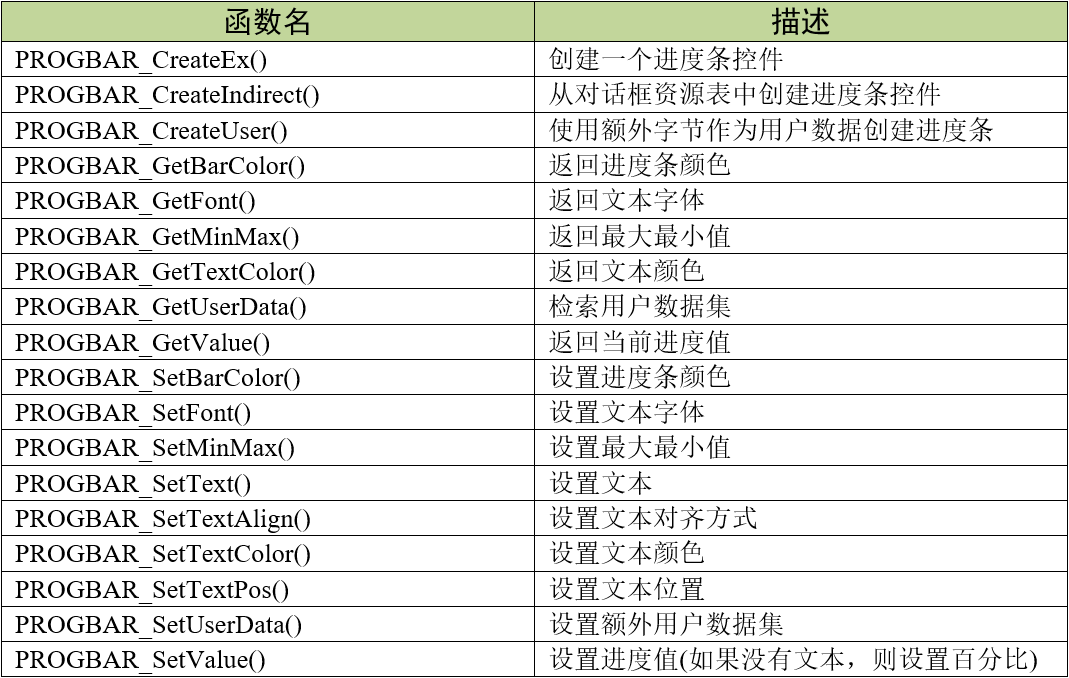 函数名 描述
PROGBAR_CreateEx() 创建一个进度条控件
PROGBAR_CreateIndirect() 从对话框资源表中创建进度条控件
PROGBAR_CreateUser() 使用额外字节作为用户数据创建进度条
PROGBAR_GetBarColor() 返回进度条颜色
PROGBAR_GetFont() 返回文本字体
PROGBAR_GetMinMax() 返回最大最小值
PROGBAR_GetTextColor() 返回文本颜色
PROGBAR_GetUserData() 检索用户数据集
PROGBAR_GetValue() 返回当前进度值
PROGBAR_SetBarColor() 设置进度条颜色
PROGBAR_SetFont() 设置文本字体
PROGBAR_SetMinMax() 设置最大最小值
PROGBAR_SetText() 设置文本
PROGBAR_SetTextAlign() 设置文本对齐方式
PROGBAR_SetTextColor() 设置文本颜色
PROGBAR_SetTextPos() 设置文本位置
PROGBAR_SetUserData() 设置额外用户数据集
PROGBAR_SetValue() 设置进度值(如果没有文本，则设置百分比)